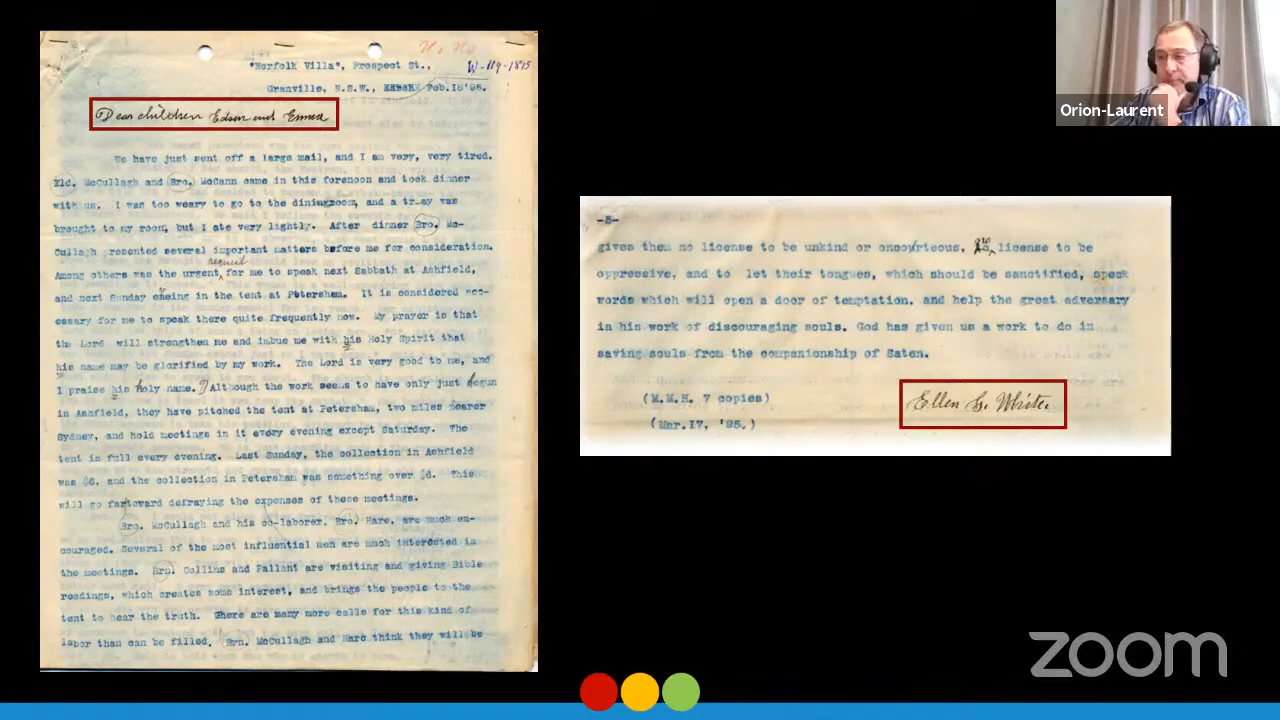 "Norfolk Villa", Prospect St.,
W-119-1895
Granville, N.S.W., Feb.18'95.
Dear children Edson and Emma
We have just sent off a large mail, and I am very, very tired.
Eld. McCullagh and Bro. McCann came in this forenoon and took dinner
with us. I was too weary to go to the diningroom, and a tray was
brought to my room, but I ate very lightly. After dinner Bro. Mc-
Cullagh presented several important matters before me for consideration.
request
Among others was the urgent, for me to speak next Sabbath at Ashfield,
and next Sunday evening in the tent at Petersham. It is considered nec-
essary for me to speak there quite frequently now. My prayer is that
the Lord will strengthen me and imbue me with his Holy Spirit that
his name may be glorified by my work. The Lord is very good to me, and
I praise his holy name. Although the work seems to have only just begun
in Ashfield, they have pitched the tent at Petersham, two miles nearer
Sydney, and hold meetings in it every evening except Saturday. The
tent is full every evening. Last Sunday, the collection in Ashfield
was $6, and the collection in Petersham was something over $6. This
will go far toward defraying the expenses of these meetings.
Bro. McCullagh and his co-laborer, Bro. Hare, are much en-
couraged. Several of the most influential men are much interested in
the meetings. Brn. Collins and Pallant are visiting and giving Bible
readings, which creates some interest, and brings the people to the
tent to hear the truth. There are many more calls for this kind of
labor than can be filled. Brn. McCullagh and Hare think they will be
-3-
gives them no license to be unkind or uncourteous, no license to be
oppressive, and to let their tongues, which should be sanctified, speak
words which will open a door of temptation, and help the great adversary
in his work of discouraging souls. God has given us a work to do in
saving souls from the companionship of Saten.
(M.M.H. 7 copies)
Ellen G. White.
(Mar.17, '95.)
Orion-Laurent
zoom